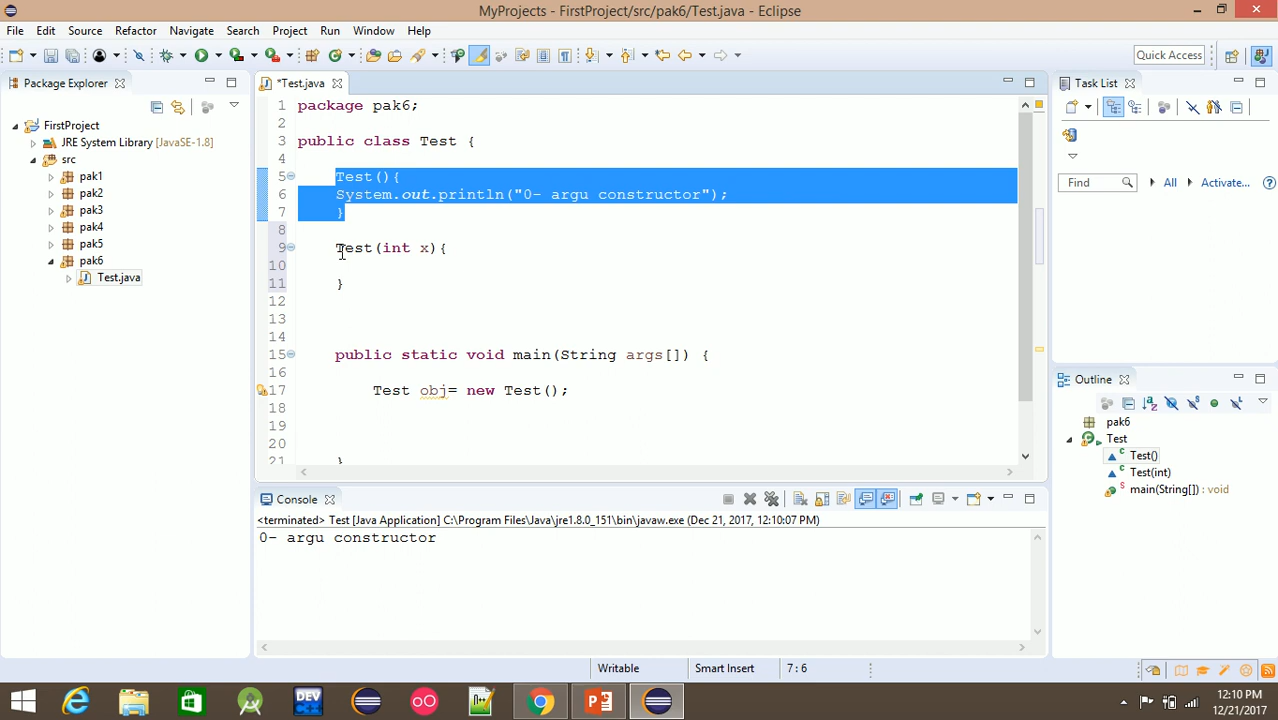 MyProjects - FirstProject/src/pak6/Test.java - Eclipse
File Edit Source Refactor Navigate Search Project Run Window Help
Quick Access
Package Explorer
*Test.java
Task List
FirstProject
JRE System Library [JavaSE-1.8]
src
pak1
pak2
pak3
pak4
pak5
pak6
Test.java
1 package pak6;
2
3 public class Test {
4
5 Test(){
6 System.out.println("0- argu constructor");
7 }
8
9 Test(int x){
10
11 }
12
13
14
15 public static void main(String args[]) {
16
17 Test obj= new Test();
18
19
20
21 }
Find All Activate...
Outline
pak6
Test
Test()
Test(int)
main(String[]) : void
Console
<terminated> Test [Java Application] C:\Program Files\Java\jre1.8.0_151\bin\javaw.exe (Dec 21, 2017, 12:10:07 PM)
0- argu constructor
Writable Smart Insert 7 : 6
DEV
12:10 PM
12/21/2017